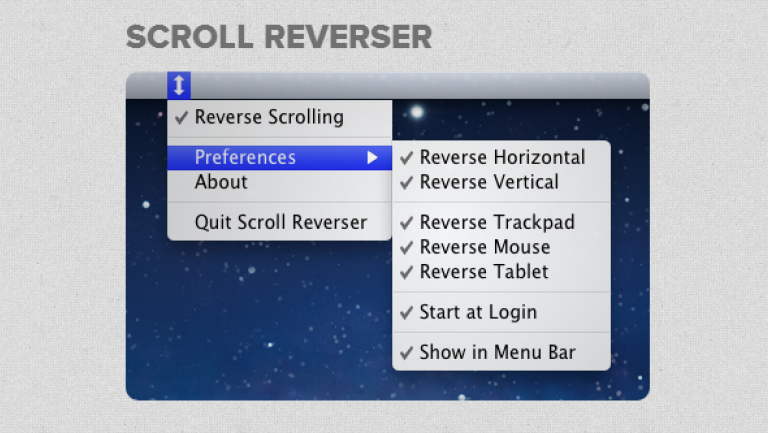 SCROLL REVERSER
Reverse Scrolling
Preferences
About
Quit Scroll Reverser
Reverse Horizontal
Reverse Vertical
Reverse Trackpad
Reverse Mouse
Reverse Tablet
Start at Login
Show in Menu Bar